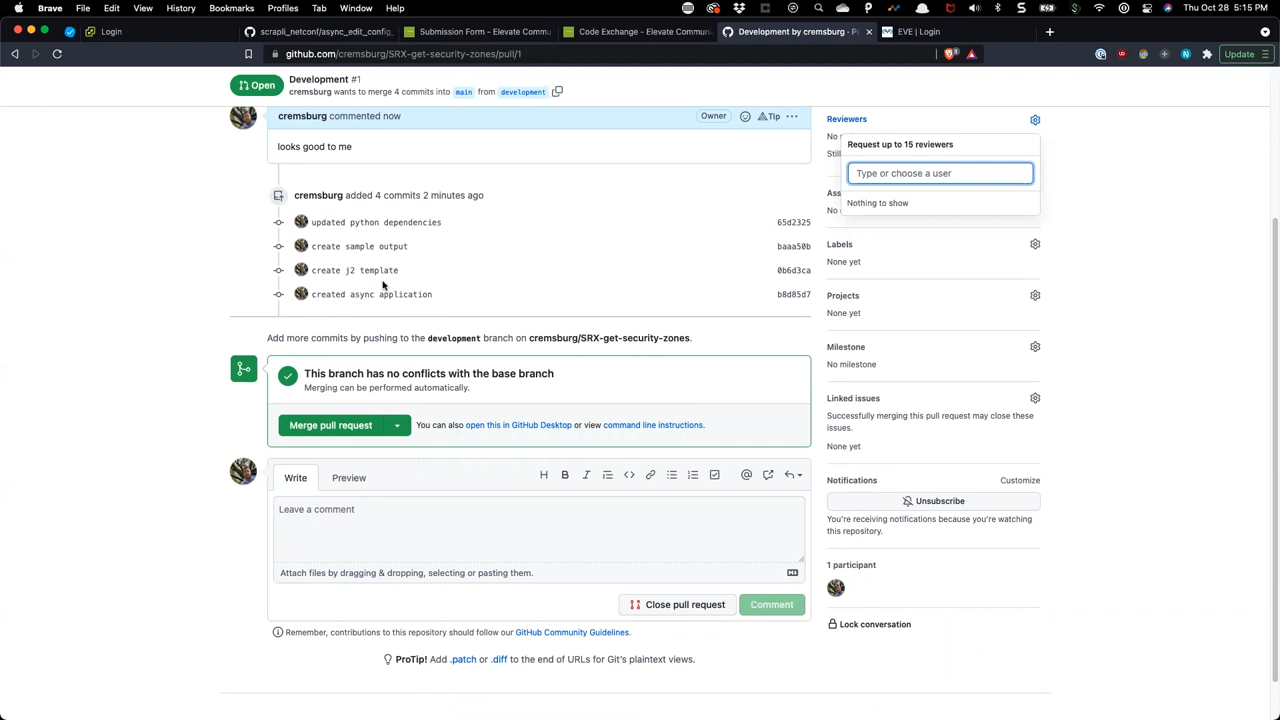 Brave File Edit View History Bookmarks People Tab Window Help
Thu Oct 28 5:15 PM
Login
scrapli_netconf/async_edit_config
Submission Form - Elevate Commu
Code Exchange - Elevate Commun
Development by cremsburg · Pu
EVE | Login
github.com/cremsburg/SRX-get-security-zones/pull/1
Update
Open
Development #1
cremsburg wants to merge 4 commits into main from development
cremsburg commented now
Owner
Tip
looks good to me
cremsburg added 4 commits 2 minutes ago
updated python dependencies 65d2325
create sample output baaa50b
create j2 template 0b6d3ca
created async application b8d85d7
Add more commits by pushing to the development branch on cremsburg/SRX-get-security-zones.
This branch has no conflicts with the base branch
Merging can be performed automatically.
Merge pull request
You can also open this in GitHub Desktop or view command line instructions.
Write
Preview
Leave a comment
Attach files by dragging & dropping, selecting or pasting them.
Close pull request
Comment
Remember, contributions to this repository should follow our GitHub Community Guidelines.
ProTip! Add .patch or .diff to the end of URLs for Git's plaintext views.
Reviewers
No
Still
Request up to 15 reviewers
Type or choose a user
Nothing to show
Ass
No
Labels
None yet
Projects
None yet
Milestone
No milestone
Linked issues
Successfully merging this pull request may close these
issues.
None yet
Notifications
Customize
Unsubscribe
You're receiving notifications because you're watching
this repository.
1 participant
Lock conversation